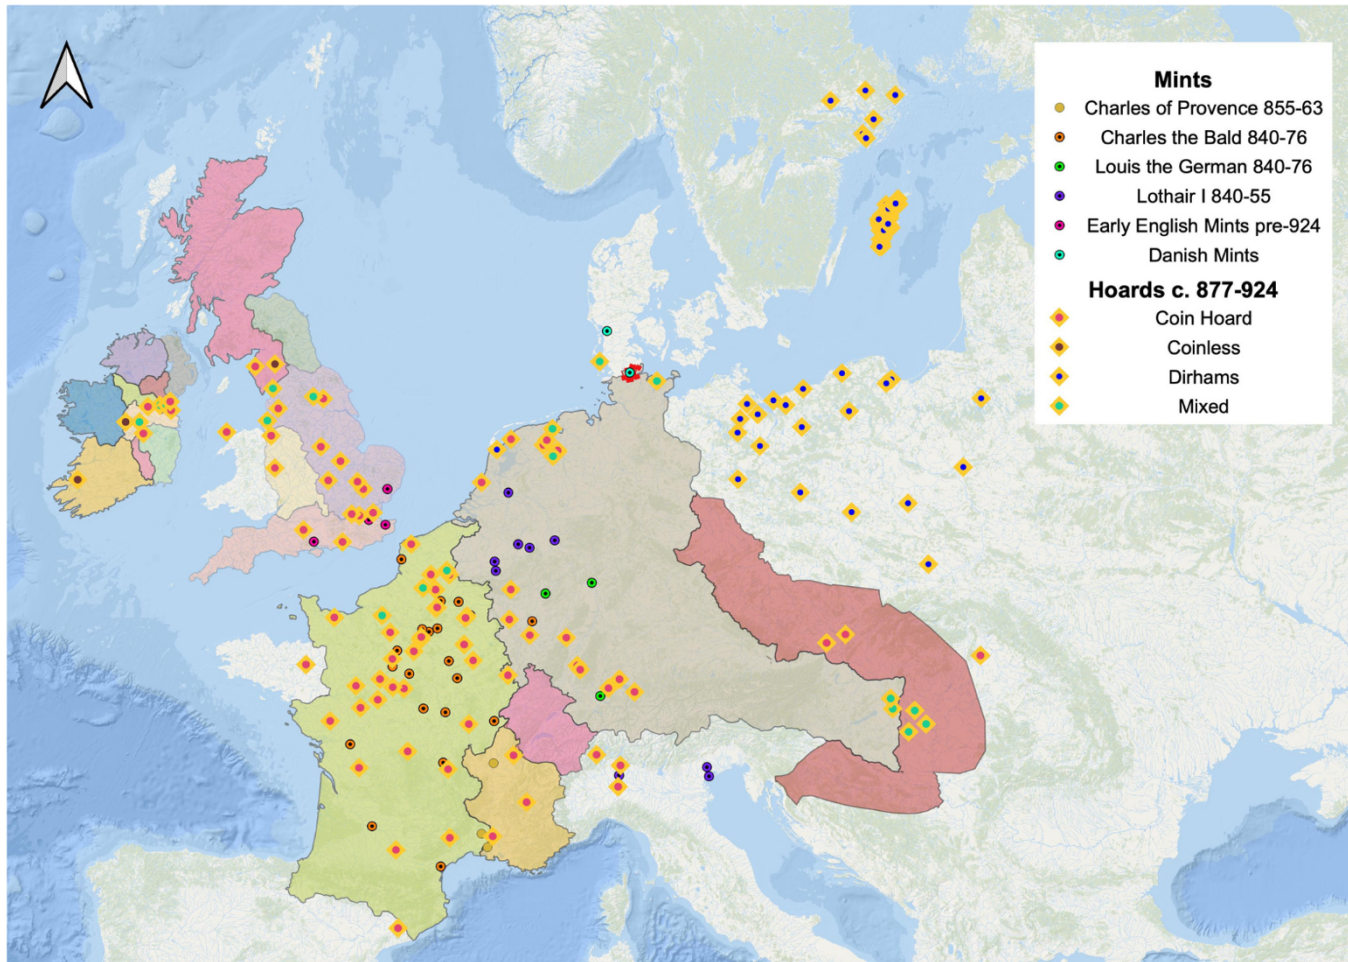 Mints
Charles of Provence 855-63
Charles the Bald 840-76
Louis the German 840-76
Lothair I 840-55
Early English Mints pre-924
Danish Mints
Hoards c. 877-924
Coin Hoard
Coinless
Dirhams
Mixed